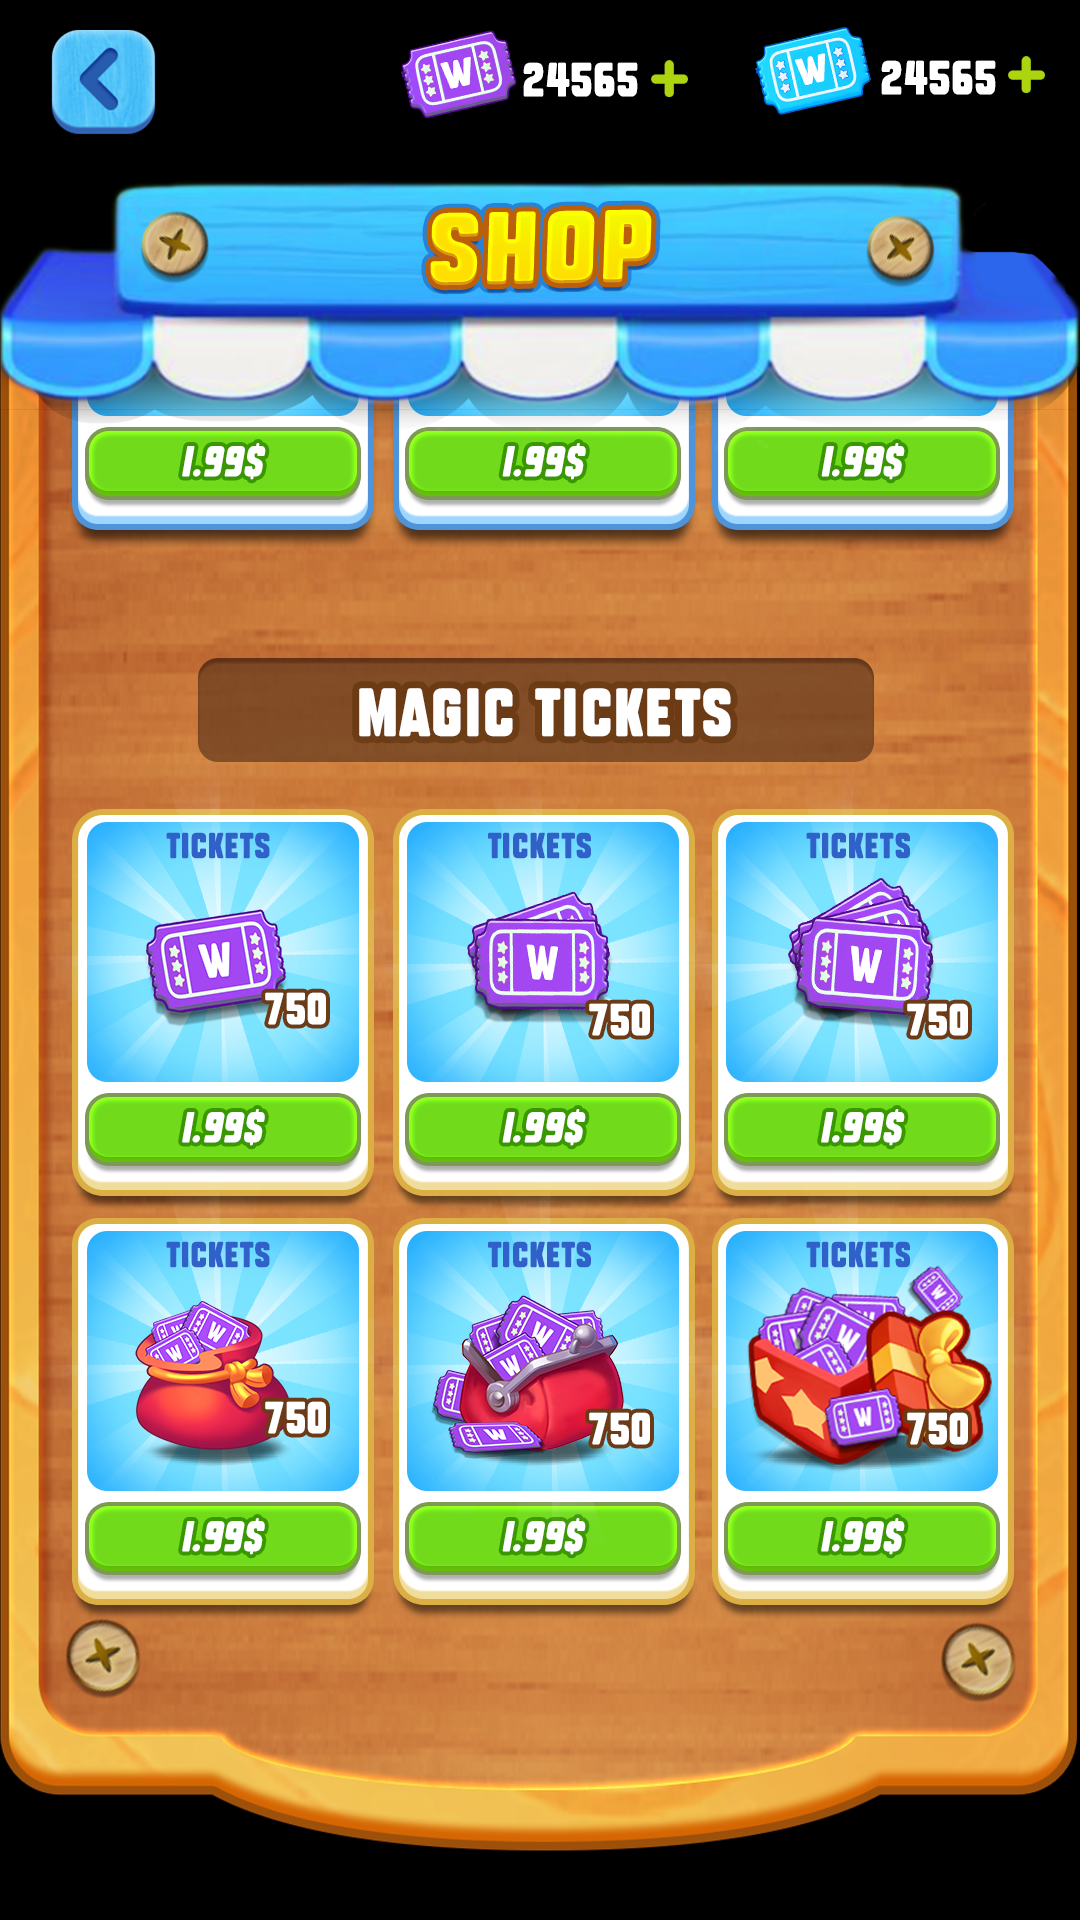 W 24565 + W 24565 +
SHOP
1.99$ 1.99$ 1.99$
MAGIC TICKETS
TICKETS TICKETS TICKETS
W W W
750 750 750
1.99$ 1.99$ 1.99$
TICKETS TICKETS TICKETS
W W W W W
W W W W
750 750 750
1.99$ 1.99$ 1.99$